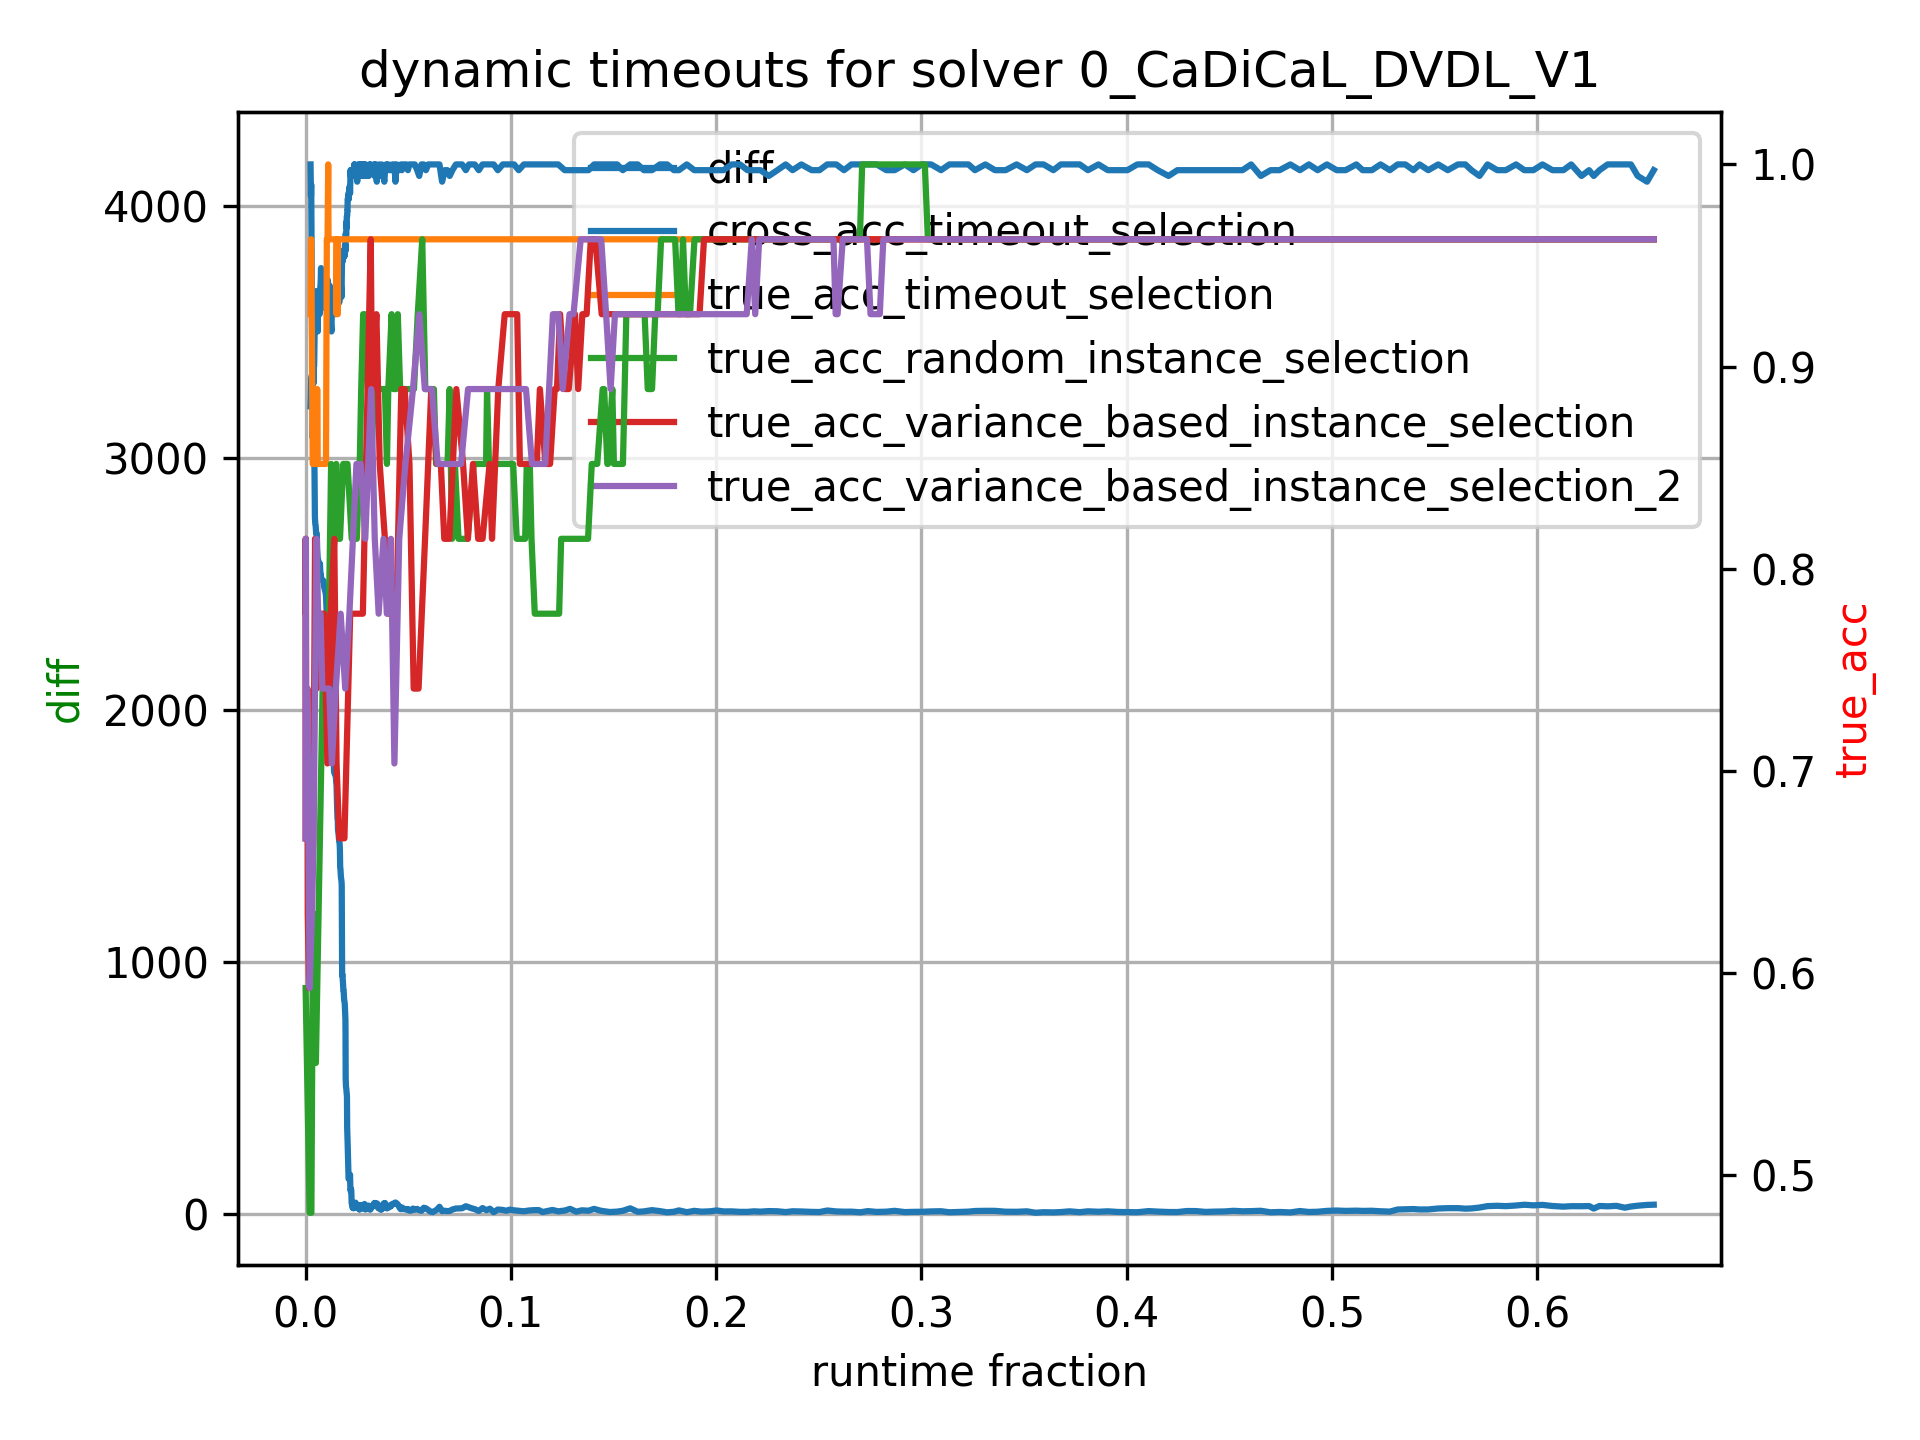 dynamic timeouts for solver 0_CaDiCaL_DVDL_V1
diff
cross_acc_timeout_selection
true_acc_timeout_selection
true_acc_random_instance_selection
true_acc_variance_based_instance_selection
true_acc_variance_based_instance_selection_2
4000
3000
2000
1000
0
diff
1.0
0.9
0.8
0.7
0.6
0.5
true_acc
0.0 0.1 0.2 0.3 0.4 0.5 0.6
runtime fraction